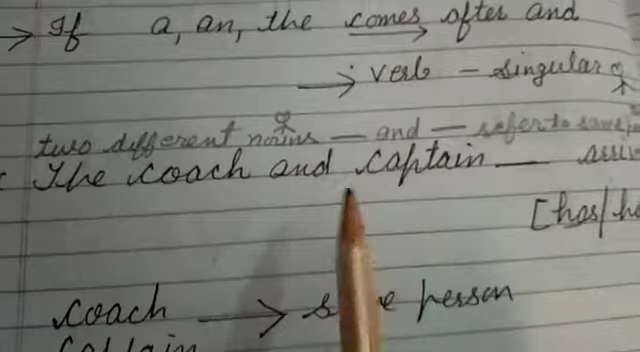 → If a, an, the comes after and
→ verb - singular
two different nouns — and — refer to same
The coach and captain —
[has/
coach → person
captain